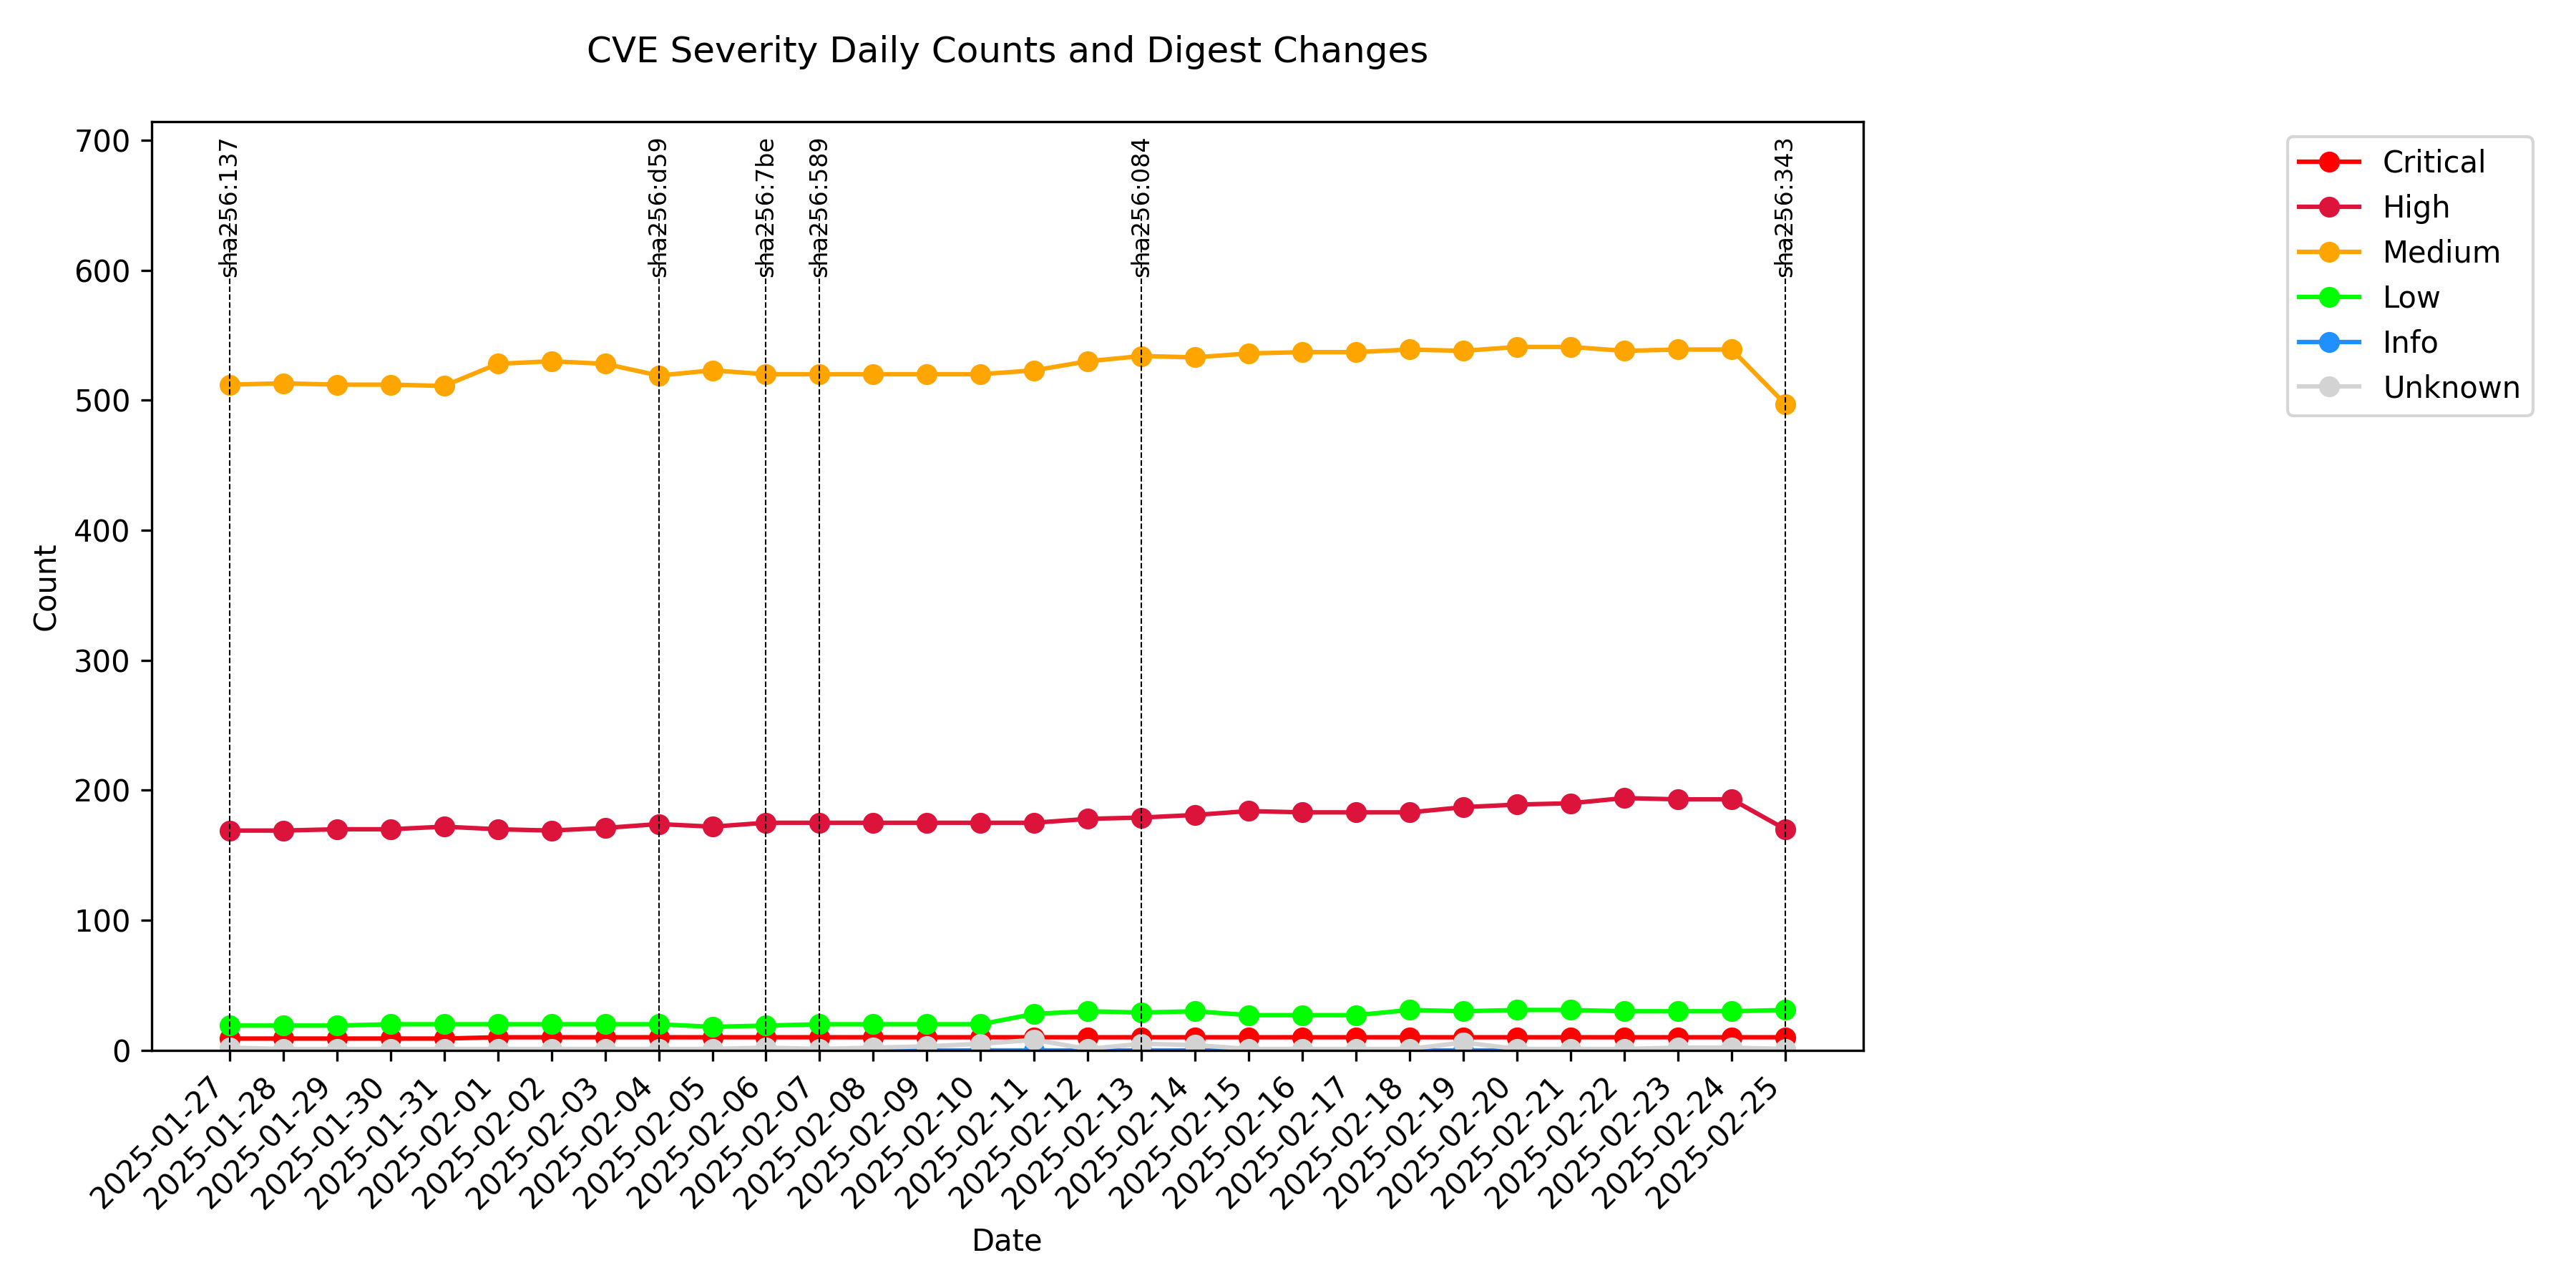 CVE Severity Daily Counts and Digest Changes
700
600
500
400
300
200
100
0
Count
sha256:137
sha256:d59
sha256:7be
sha256:589
sha256:084
sha256:343
Critical
High
Medium
Low
Info
Unknown
2025-01-27
2025-01-28
2025-01-29
2025-01-30
2025-01-31
2025-02-01
2025-02-02
2025-02-03
2025-02-04
2025-02-05
2025-02-06
2025-02-07
2025-02-08
2025-02-09
2025-02-10
2025-02-11
2025-02-12
2025-02-13
2025-02-14
2025-02-15
2025-02-16
2025-02-17
2025-02-18
2025-02-19
2025-02-20
2025-02-21
2025-02-22
2025-02-23
2025-02-24
2025-02-25
Date